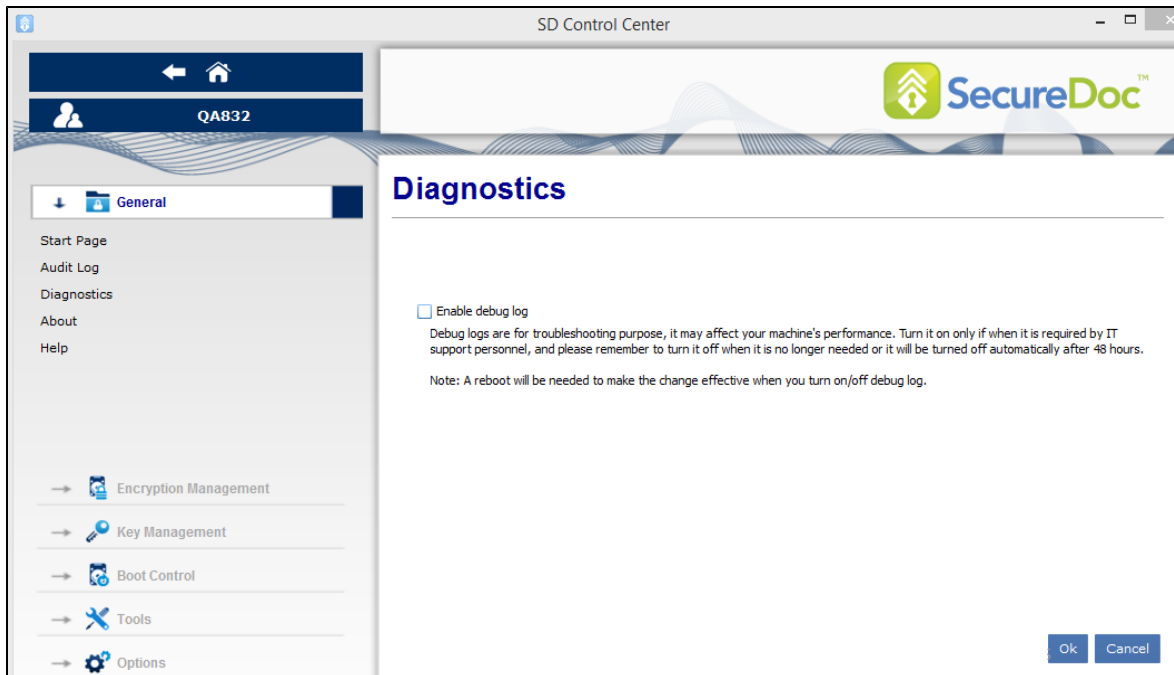 SD Control Center
QA832
SecureDoc™
General
Start Page
Audit Log
Diagnostics
About
Help
Encryption Management
Key Management
Boot Control
Tools
Options
Diagnostics
Enable debug log
Debug logs are for troubleshooting purpose, it may affect your machine's performance. Turn it on only if when it is required by IT
support personnel, and please remember to turn it off when it is no longer needed or it will be turned off automatically after 48 hours.
Note: A reboot will be needed to make the change effective when you turn on/off debug log.
Ok
Cancel